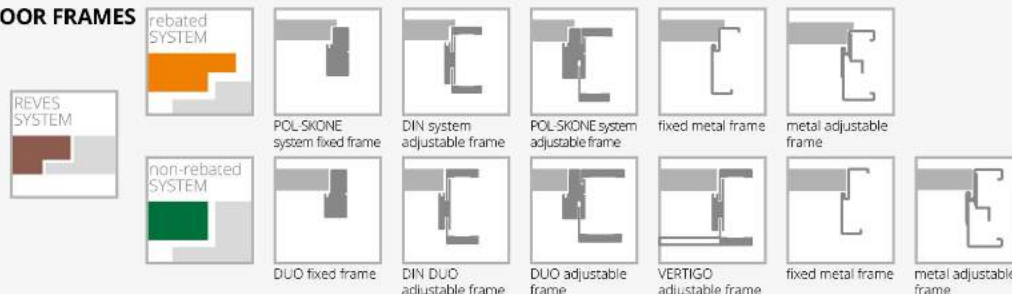 OOR FRAMES
rebated
SYSTEM
POL-SKONE
system fixed frame
DIN system
adjustable frame
POL-SKONE system
adjustable frame
fixed metal frame
metal adjustable
frame
REVES
SYSTEM
non-rebated
SYSTEM
DUO fixed frame
DIN DUO
adjustable frame
DUO adjustable
frame
VERTIGO
adjustable frame
fixed metal frame
metal adjustable
frame